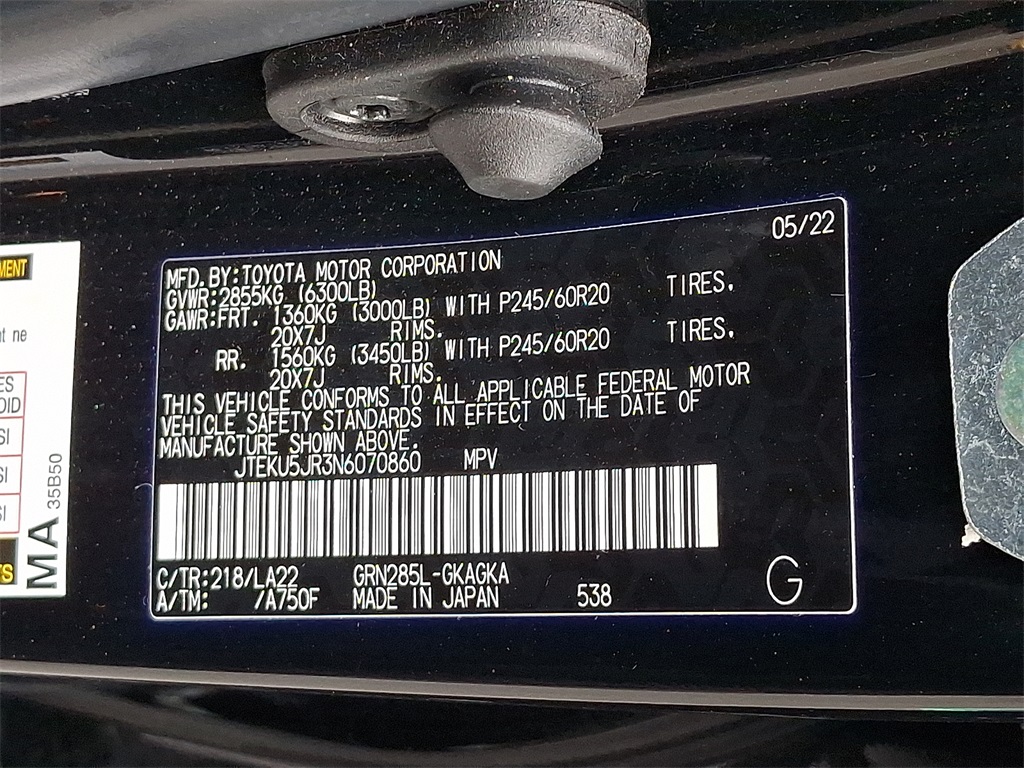 05/22
MFD.BY:TOYOTA MOTOR CORPORATION
GVWR:2855KG (6300LB)
GAWR:FRT. 1360KG (3000LB) WITH P245/60R20 TIRES.
20X7J RIMS.
RR. 1560KG (3450LB) WITH P245/60R20 TIRES.
20X7J RIMS.
THIS VEHICLE CONFORMS TO ALL APPLICABLE FEDERAL MOTOR
VEHICLE SAFETY STANDARDS IN EFFECT ON THE DATE OF
MANUFACTURE SHOWN ABOVE.
JTEKU5JR3N6070860 MPV
C/TR:218/LA22 GRN285L-GKAGKA
A/TM: /A750F MADE IN JAPAN 538
G
MA 35B50